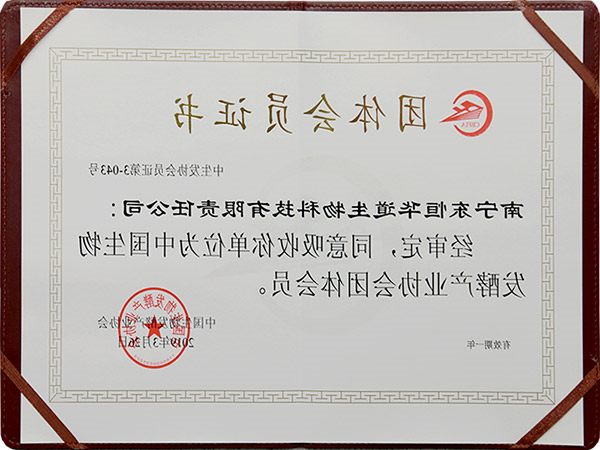 团体会员证书
中生发协会员证第3-043号
南宁东恒华道生物科技有限责任公司：
经审定，同意吸收你单位为中国生物
发酵产业协会团体会员。
中国生物发酵产业协会
2019年3月26日
有效期一年